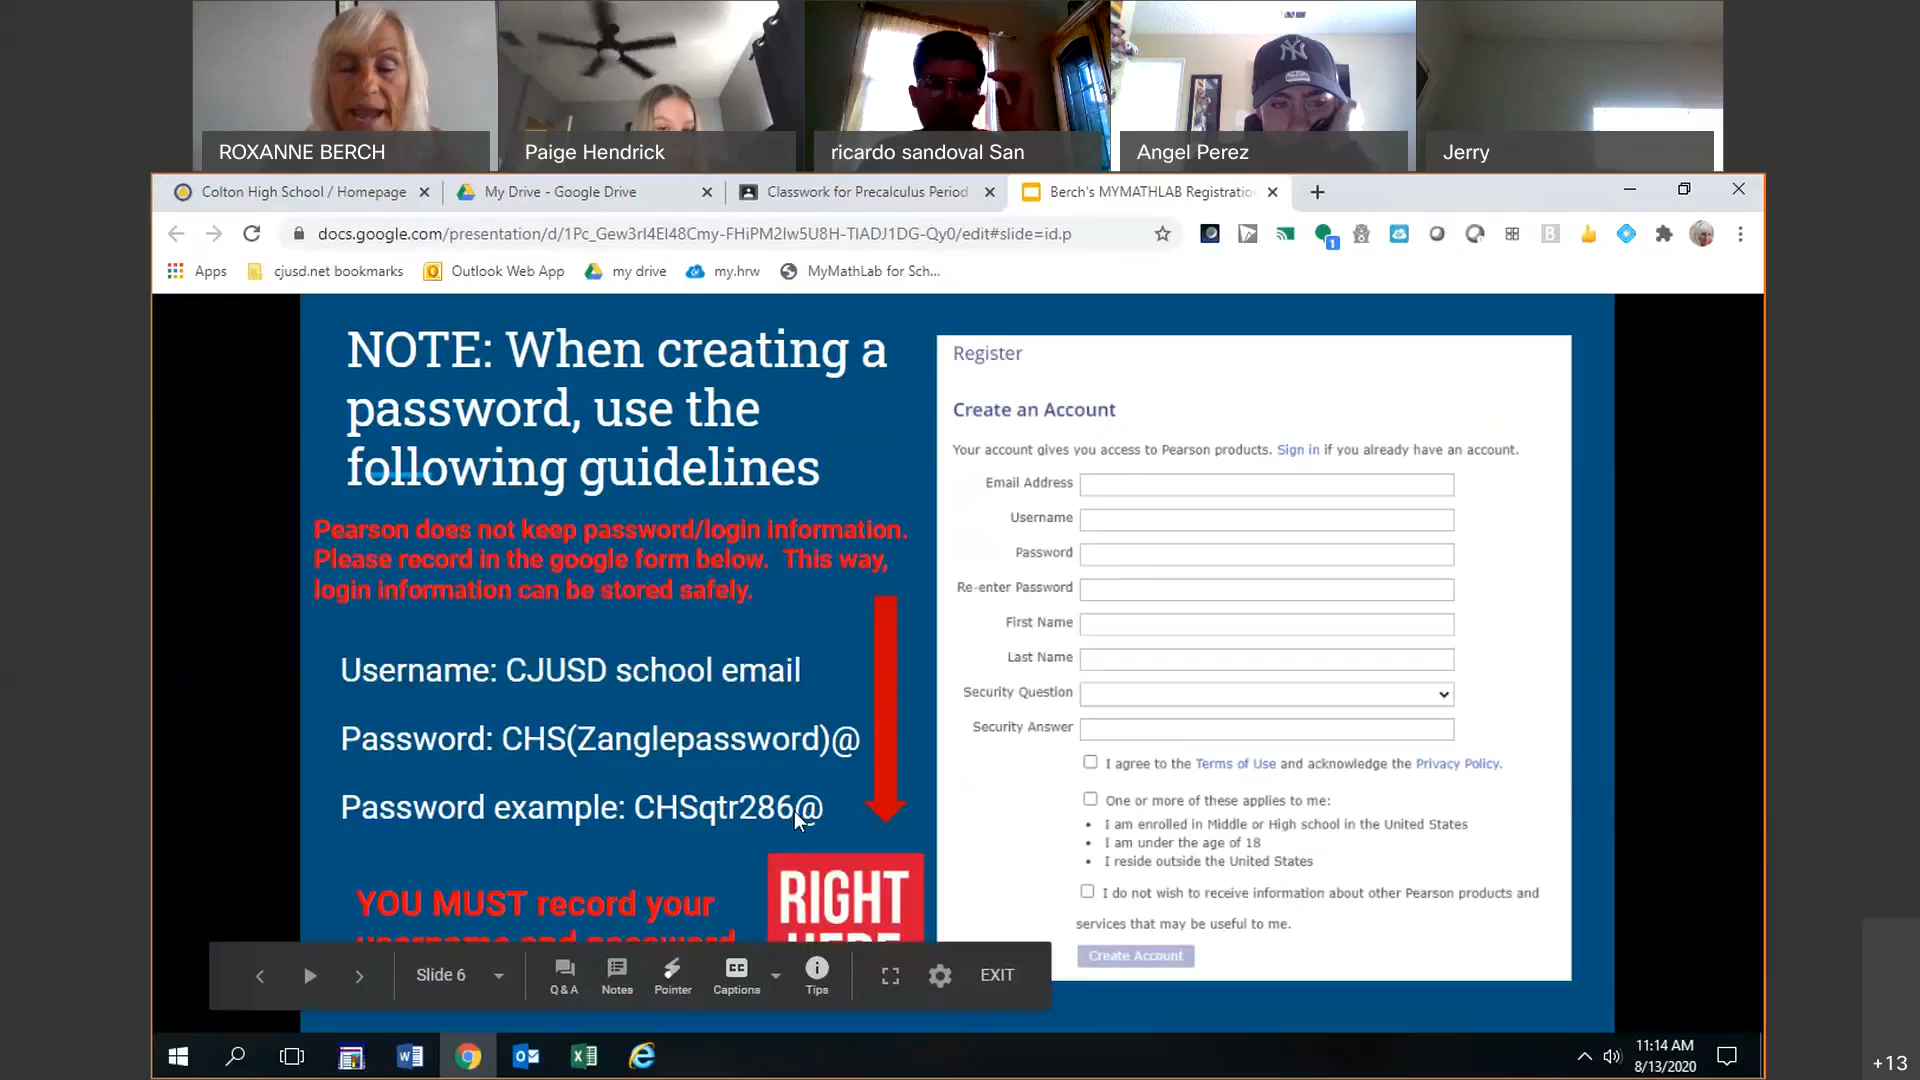 ROXANNE BERCH
Paige Hendrick
ricardo sandoval San
Angel Perez
Jerry
Colton High School / Homepage
My Drive - Google Drive
Classwork for Precalculus Period
Berch's MYMATHLAB Registratio
docs.google.com/presentation/d/1Pc_Gew3rI4EI48Cmy-FHiPM2Iw5U8H-TlADJ1DG-Qy0/edit#slide=id.p
1
Apps
cjusd.net bookmarks
Outlook Web App
my drive
my.hrw
MyMathLab for Sch...
NOTE: When creating a
password, use the
following guidelines
Pearson does not keep password/login information.
Please record in the google form below. This way,
login information can be stored safely.
Username: CJUSD school email
Password: CHS(Zanglepassword)@
Password example: CHSqtr286@
YOU MUST record your
username and password
RIGHT
HERE
Register
Create an Account
Your account gives you access to Pearson products. Sign in if you already have an account.
Email Address
Username
Password
Re-enter Password
First Name
Last Name
Security Question
Security Answer
I agree to the Terms of Use and acknowledge the Privacy Policy.
One or more of these applies to me:
• I am enrolled in Middle or High school in the United States
• I am under the age of 18
• I reside outside the United States
I do not wish to receive information about other Pearson products and
services that may be useful to me.
Create Account
Slide 6
Q & A
Notes
Pointer
Captions
Tips
EXIT
11:14 AM
8/13/2020
+13